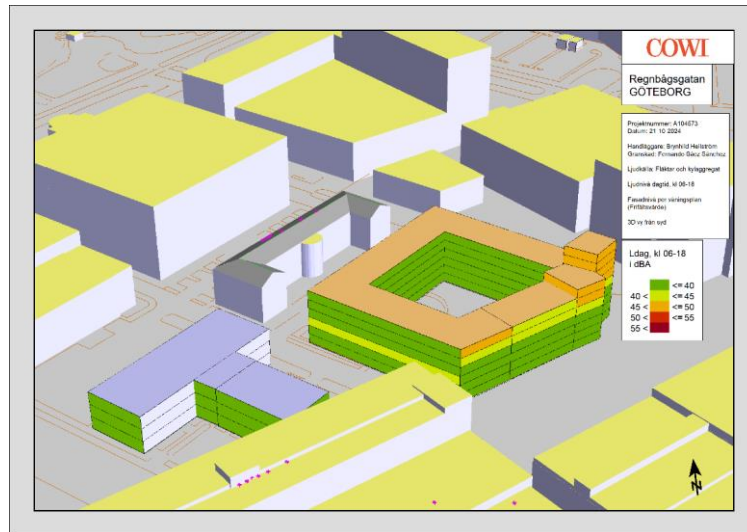 COWI
Regnbågsgatan
GÖTEBORG
Projektnummer: A104573
Datum: 21 10 2024
Handläggare: Brynhild Hellström
Granskad: Fernando Sáez Sánchez
Ljudkälla: Fläktar och kylaggregat
Ljudnivå dagtid, kl 06-18
Fasadnivå per våningsplan
(Frifältsvärde)
3D vy från syd
Ldag, kl 06-18
i dBA
<= 40
40 < <= 45
45 < <= 50
50 < <= 55
55 <
N